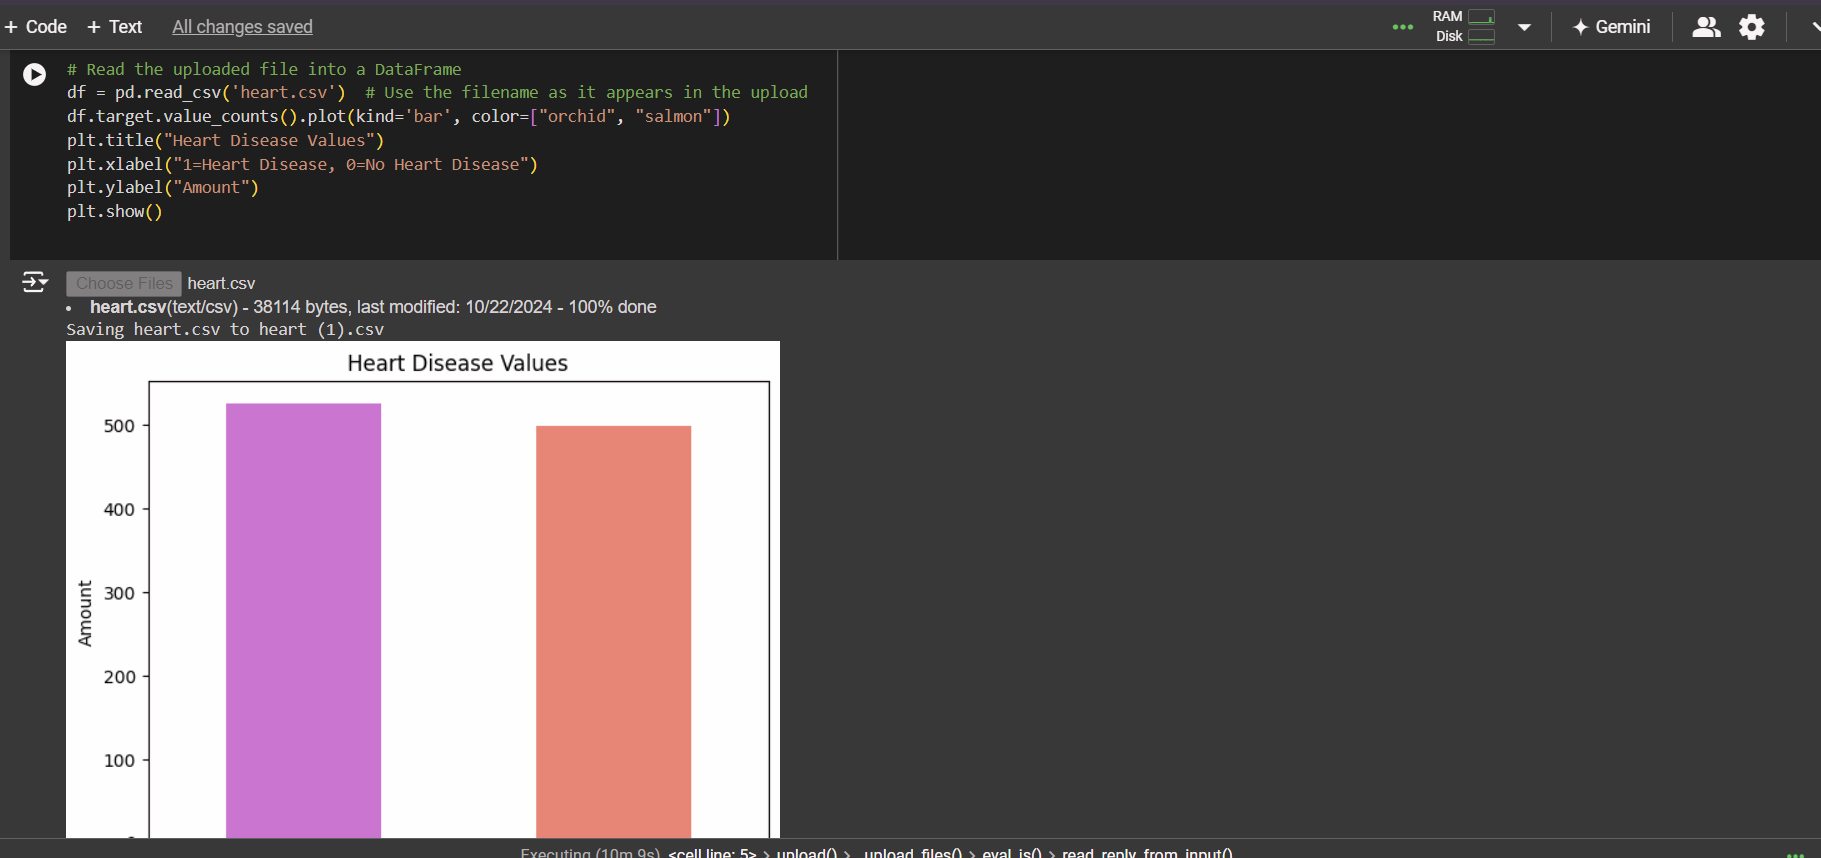 + Code + Text All changes saved RAM Disk Gemini
# Read the uploaded file into a DataFrame
df = pd.read_csv('heart.csv')  # Use the filename as it appears in the upload
df.target.value_counts().plot(kind='bar', color=["orchid", "salmon"])
plt.title("Heart Disease Values")
plt.xlabel("1=Heart Disease, 0=No Heart Disease")
plt.ylabel("Amount")
plt.show()
Choose Files heart.csv
• heart.csv(text/csv) - 38114 bytes, last modified: 10/22/2024 - 100% done
Saving heart.csv to heart (1).csv
Heart Disease Values
500
400
300
200
100
Amount
Executing (10m 9s) <cell line: 5> > upload() > _upload_files() > eval_js() > read_reply_from_input()